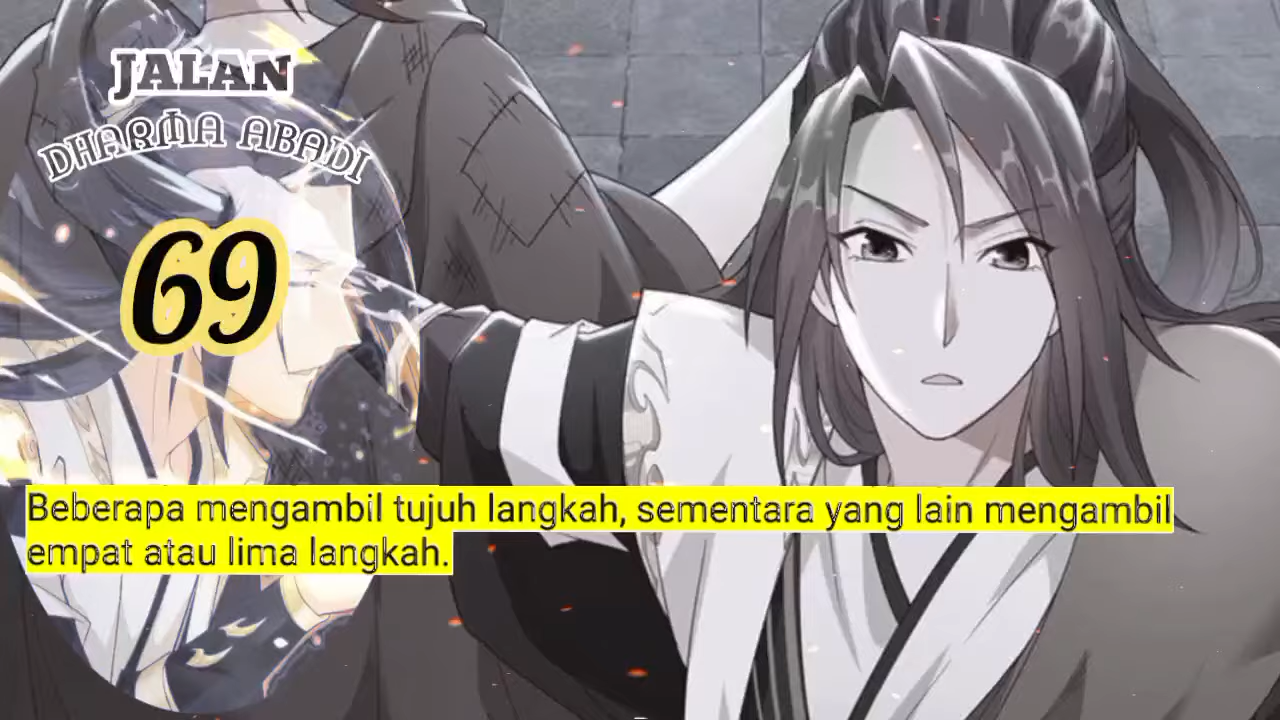 JALAN
DHARMA ABADI
69
Beberapa mengambil tujuh langkah, sementara yang lain mengambil
empat atau lima langkah.